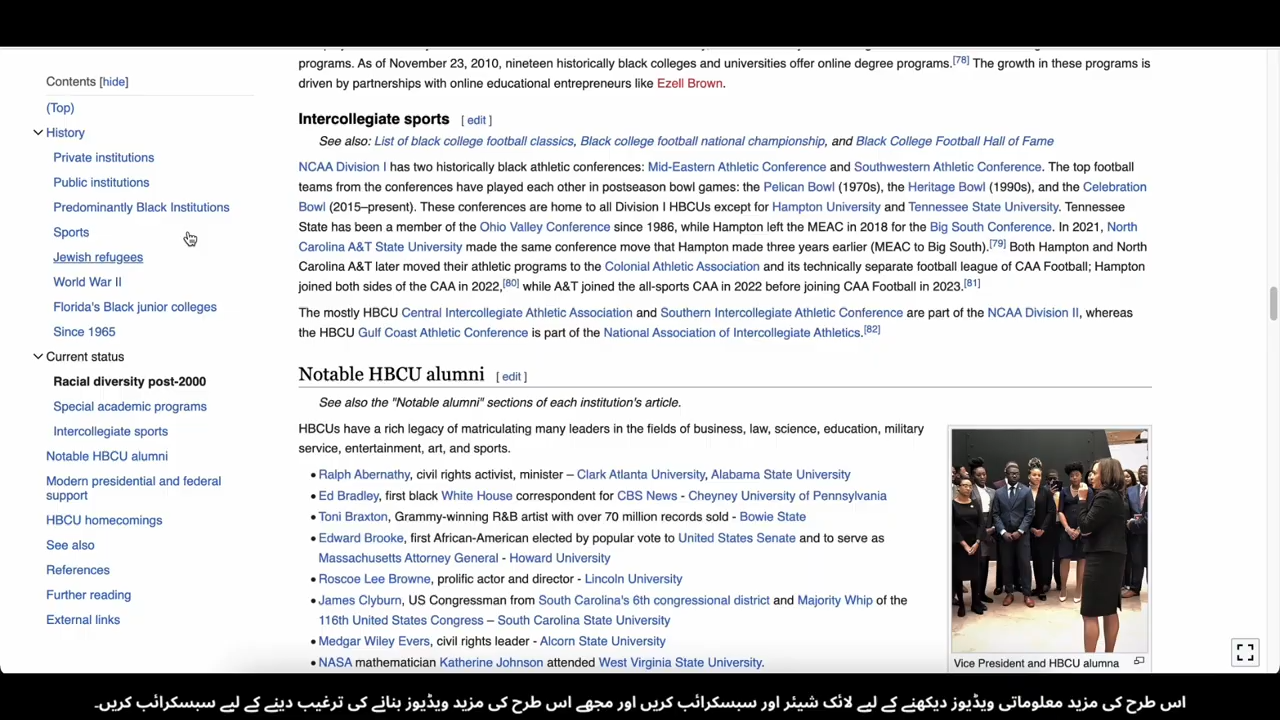 Contents [hide]
(Top)
History
Private institutions
Public institutions
Predominantly Black Institutions
Sports
Jewish refugees
World War II
Florida's Black junior colleges
Since 1965
Current status
Racial diversity post-2000
Special academic programs
Intercollegiate sports
Notable HBCU alumni
Modern presidential and federal
support
HBCU homecomings
See also
References
Further reading
External links
programs. As of November 23, 2010, nineteen historically black colleges and universities offer online degree programs.[78] The growth in these programs is
driven by partnerships with online educational entrepreneurs like Ezell Brown.
Intercollegiate sports [ edit ]
See also: List of black college football classics, Black college football national championship, and Black College Football Hall of Fame
NCAA Division I has two historically black athletic conferences: Mid-Eastern Athletic Conference and Southwestern Athletic Conference. The top football
teams from the conferences have played each other in postseason bowl games: the Pelican Bowl (1970s), the Heritage Bowl (1990s), and the Celebration
Bowl (2015–present). These conferences are home to all Division I HBCUs except for Hampton University and Tennessee State University. Tennessee
State has been a member of the Ohio Valley Conference since 1986, while Hampton left the MEAC in 2018 for the Big South Conference. In 2021, North
Carolina A&T State University made the same conference move that Hampton made three years earlier (MEAC to Big South).[79] Both Hampton and North
Carolina A&T later moved their athletic programs to the Colonial Athletic Association and its technically separate football league of CAA Football; Hampton
joined both sides of the CAA in 2022,[80] while A&T joined the all-sports CAA in 2022 before joining CAA Football in 2023.[81]
The mostly HBCU Central Intercollegiate Athletic Association and Southern Intercollegiate Athletic Conference are part of the NCAA Division II, whereas
the HBCU Gulf Coast Athletic Conference is part of the National Association of Intercollegiate Athletics.[82]
Notable HBCU alumni [ edit ]
See also the "Notable alumni" sections of each institution's article.
HBCUs have a rich legacy of matriculating many leaders in the fields of business, law, science, education, military
service, entertainment, art, and sports.
• Ralph Abernathy, civil rights activist, minister – Clark Atlanta University, Alabama State University
• Ed Bradley, first black White House correspondent for CBS News - Cheyney University of Pennsylvania
• Toni Braxton, Grammy-winning R&B artist with over 70 million records sold - Bowie State
• Edward Brooke, first African-American elected by popular vote to United States Senate and to serve as
Massachusetts Attorney General - Howard University
• Roscoe Lee Browne, prolific actor and director - Lincoln University
• James Clyburn, US Congressman from South Carolina's 6th congressional district and Majority Whip of the
116th United States Congress – South Carolina State University
• Medgar Wiley Evers, civil rights leader - Alcorn State University
• NASA mathematician Katherine Johnson attended West Virginia State University.
Vice President and HBCU alumna
اس طرح کی مزید معلوماتی ویڈیوز دیکھنے کے لیے لائک شیئر اور سبسکرائب کریں اور مجھے اس طرح کی مزید ویڈیوز بنانے کی ترغیب دینے کے لیے سبسکرائب کریں۔